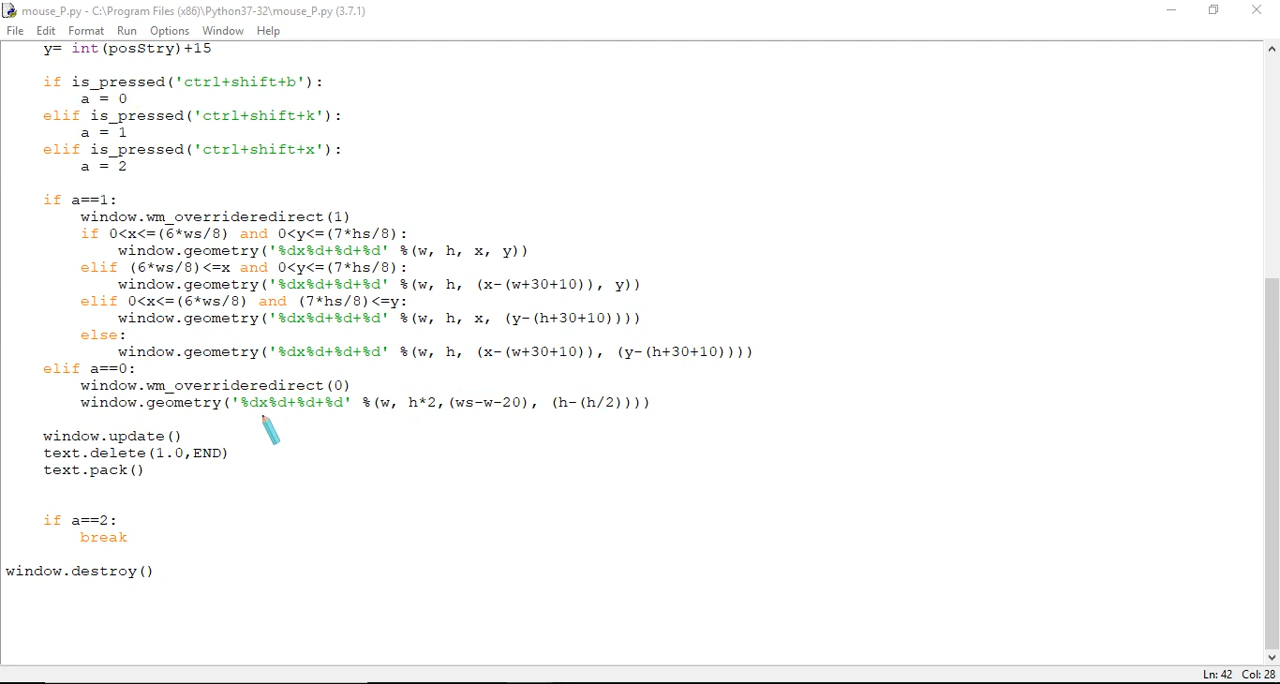 mouse_P.py - C:\Program Files (x86)\Python37-32\mouse_P.py (3.7.1)
File Edit Format Run Options Window Help
    y= int(posStry)+15
    if is_pressed('ctrl+shift+b'):
        a = 0
    elif is_pressed('ctrl+shift+k'):
        a = 1
    elif is_pressed('ctrl+shift+x'):
        a = 2
    if a==1:
        window.wm_overrideredirect(1)
        if 0<x<=(6*ws/8) and 0<y<=(7*hs/8):
            window.geometry('%dx%d+%d+%d' %(w, h, x, y))
        elif (6*ws/8)<=x and 0<y<=(7*hs/8):
            window.geometry('%dx%d+%d+%d' %(w, h, (x-(w+30+10)), y))
        elif 0<x<=(6*ws/8) and (7*hs/8)<=y:
            window.geometry('%dx%d+%d+%d' %(w, h, x, (y-(h+30+10))))
        else:
            window.geometry('%dx%d+%d+%d' %(w, h, (x-(w+30+10)), (y-(h+30+10))))
    elif a==0:
        window.wm_overrideredirect(0)
        window.geometry('%dx%d+%d+%d' %(w, h*2,(ws-w-20), (h-(h/2))))
    window.update()
    text.delete(1.0,END)
    text.pack()
    if a==2:
        break
window.destroy()
Ln: 42 Col: 28